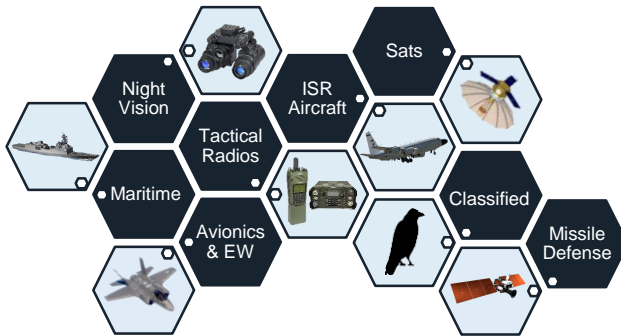 Sats
Night
Vision
ISR
Aircraft
Tactical
Radios
Maritime
Classified
Avionics
& EW
Missile
Defense